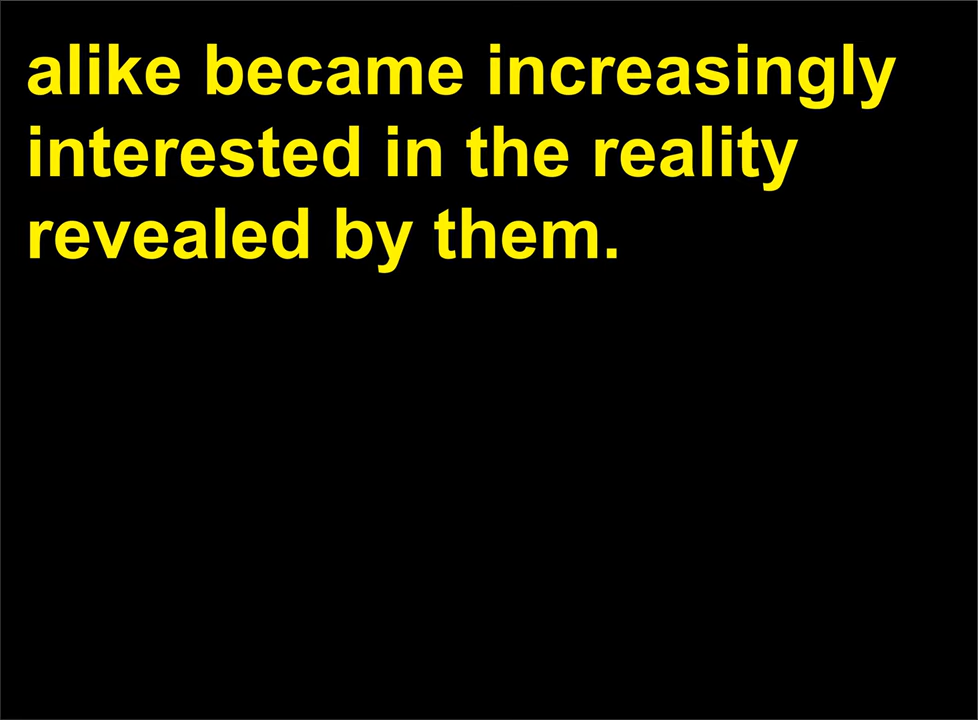 alike became increasingly
interested in the reality
revealed by them.